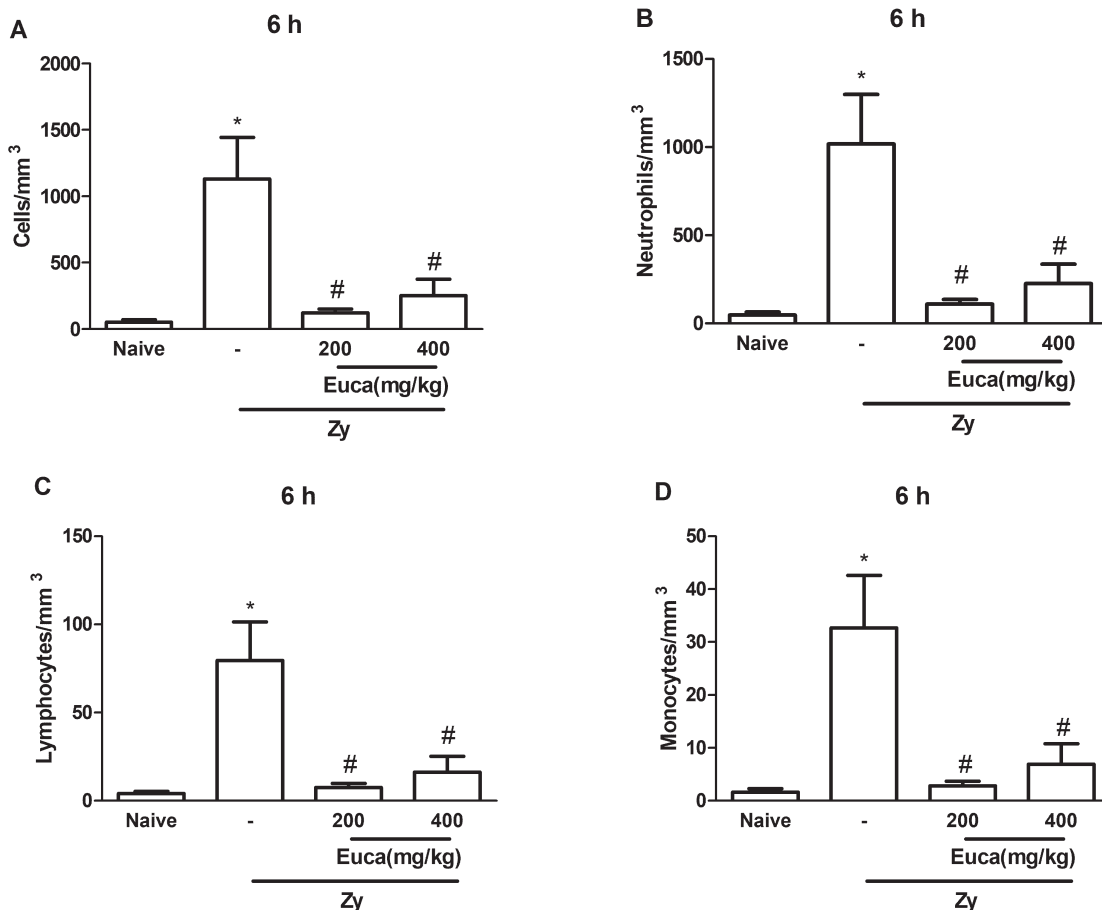 A
6 h
Cells/mm³
2000
1500
1000
500
0
*
#
#
Naive
-
200
400
Euca(mg/kg)
Zy
B
6 h
Neutrophils/mm³
1500
1000
500
0
*
#
#
Naive
-
200
400
Euca(mg/kg)
Zy
C
6 h
Lymphocytes/mm³
150
100
50
0
*
#
#
Naive
-
200
400
Euca(mg/kg)
Zy
D
6 h
Monocytes/mm³
50
40
30
20
10
0
*
#
#
Naive
-
200
400
Euca(mg/kg)
Zy